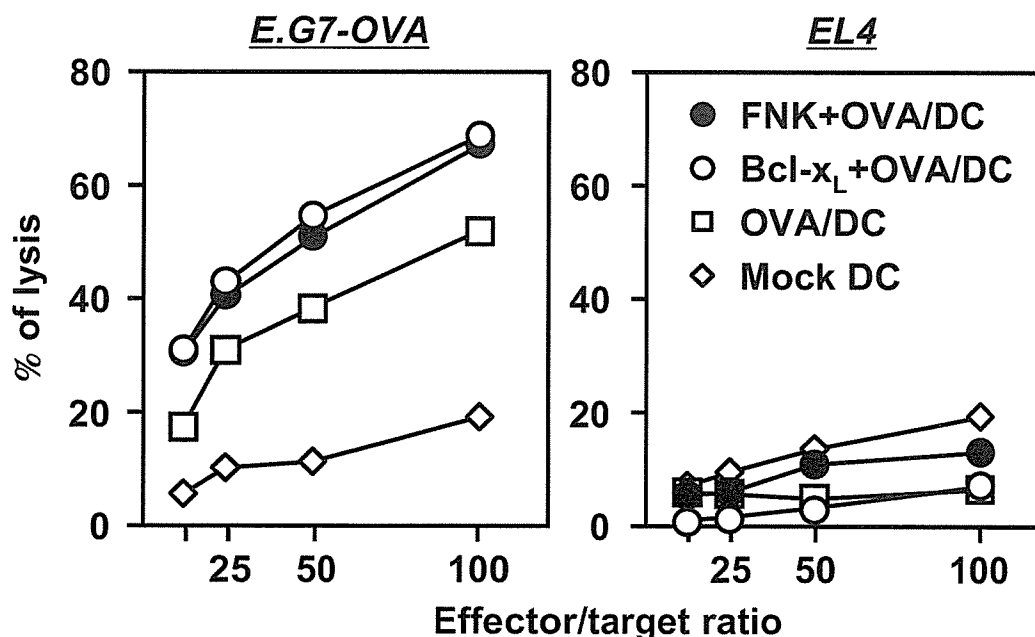 E.G7-OVA
EL4
80
60
40
20
0
% of lysis
25 50 100
80
60
40
20
0
FNK+OVA/DC
Bcl-xL+OVA/DC
OVA/DC
Mock DC
25 50 100
Effector/target ratio